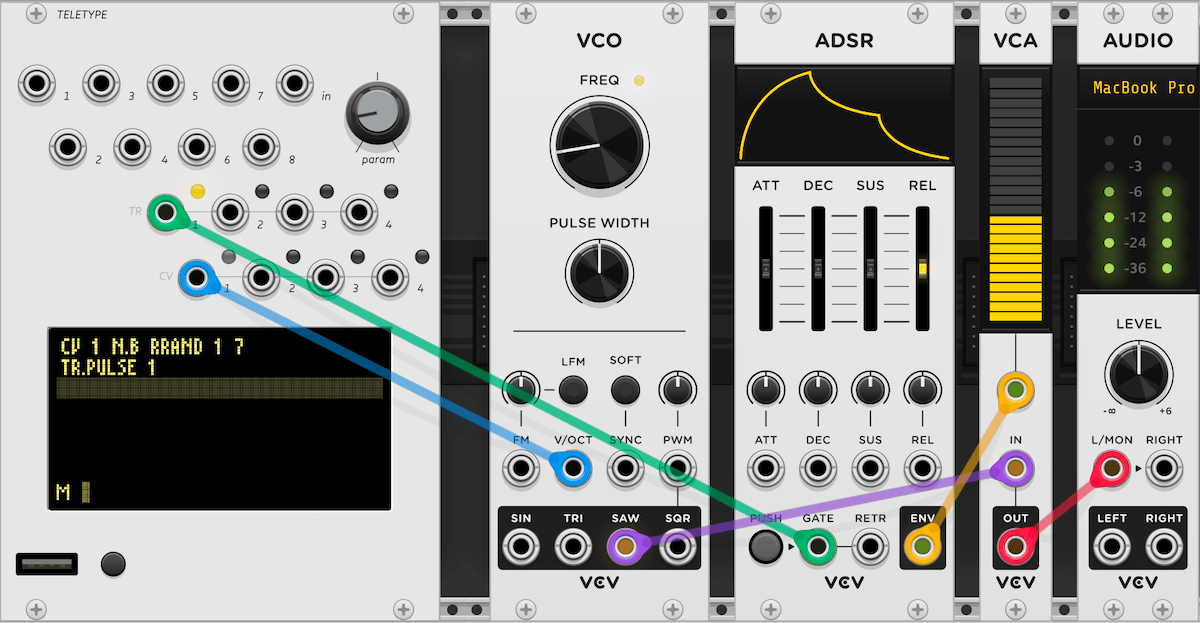 TELETYPE
1 3 5 7 in
2 4 6 8
param
TR 1 2 3 4
CV 1 2 3 4
CV 1 N.B RRAND 1 7
TR.PULSE 1
M
VCO
FREQ
PULSE WIDTH
LFM SOFT
FM V/OCT SYNC PWM
SIN TRI SAW SQR
VCV
ADSR
ATT DEC SUS REL
ATT DEC SUS REL
PUSH GATE RETR ENV
VCV
VCA
IN
OUT
VCV
AUDIO
MacBook Pro
0
-3
-6
-12
-24
-36
LEVEL
-∞ +6
L/MON RIGHT
LEFT RIGHT
VCV